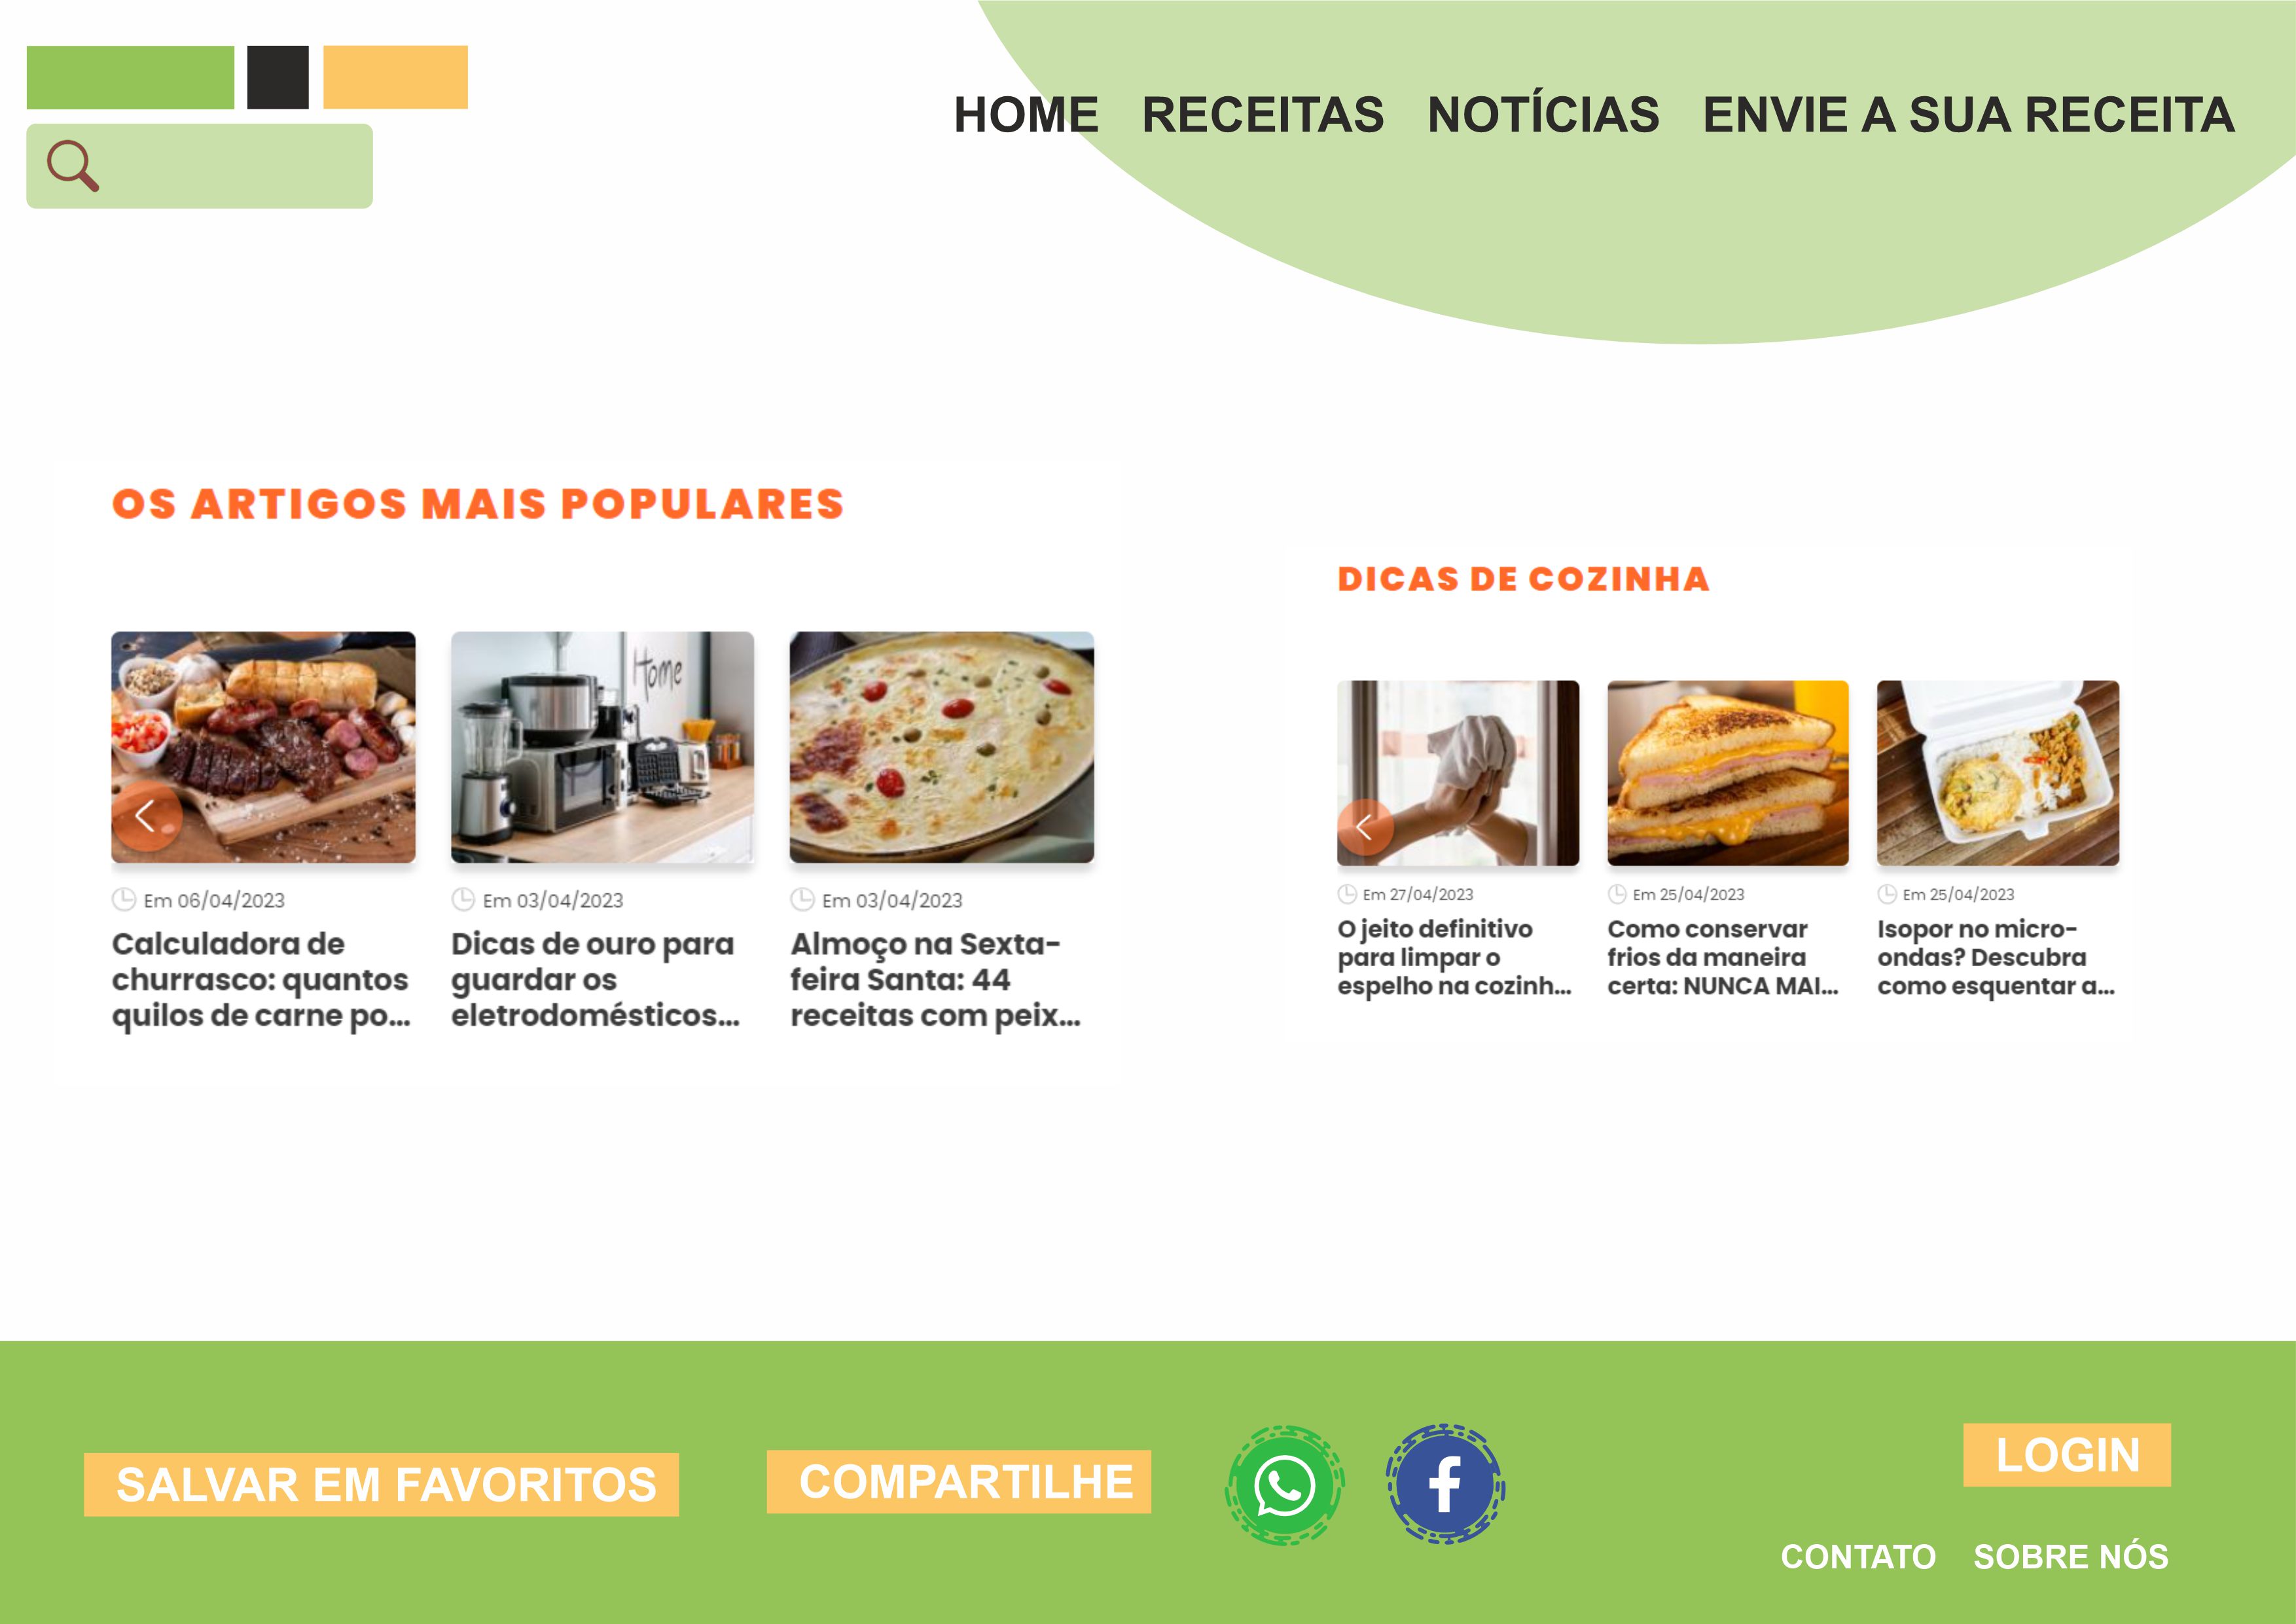 HOME RECEITAS NOTÍCIAS ENVIE A SUA RECEITA
OS ARTIGOS MAIS POPULARES
Home
Em 06/04/2023
Calculadora de
churrasco: quantos
quilos de carne po...
Em 03/04/2023
Dicas de ouro para
guardar os
eletrodomésticos...
Em 03/04/2023
Almoço na Sexta-
feira Santa: 44
receitas com peix...
DICAS DE COZINHA
Em 27/04/2023
O jeito definitivo
para limpar o
espelho na cozinh...
Em 25/04/2023
Como conservar
frios da maneira
certa: NUNCA MAI...
Em 25/04/2023
Isopor no micro-
ondas? Descubra
como esquentar a...
SALVAR EM FAVORITOS
COMPARTILHE
LOGIN
CONTATO SOBRE NÓS